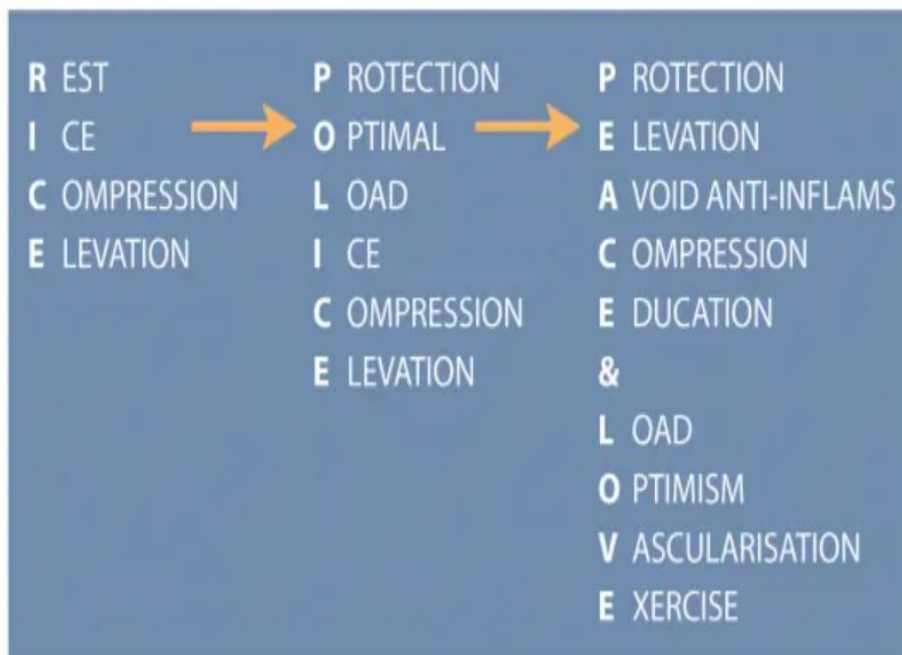 R EST
I CE
C OMPRESSION
E LEVATION
P ROTECTION
O PTIMAL
L OAD
I CE
C OMPRESSION
E LEVATION
P ROTECTION
E LEVATION
A VOID ANTI-INFLAMS
C OMPRESSION
E DUCATION
&
L OAD
O PTIMISM
V ASCULARISATION
E XERCISE